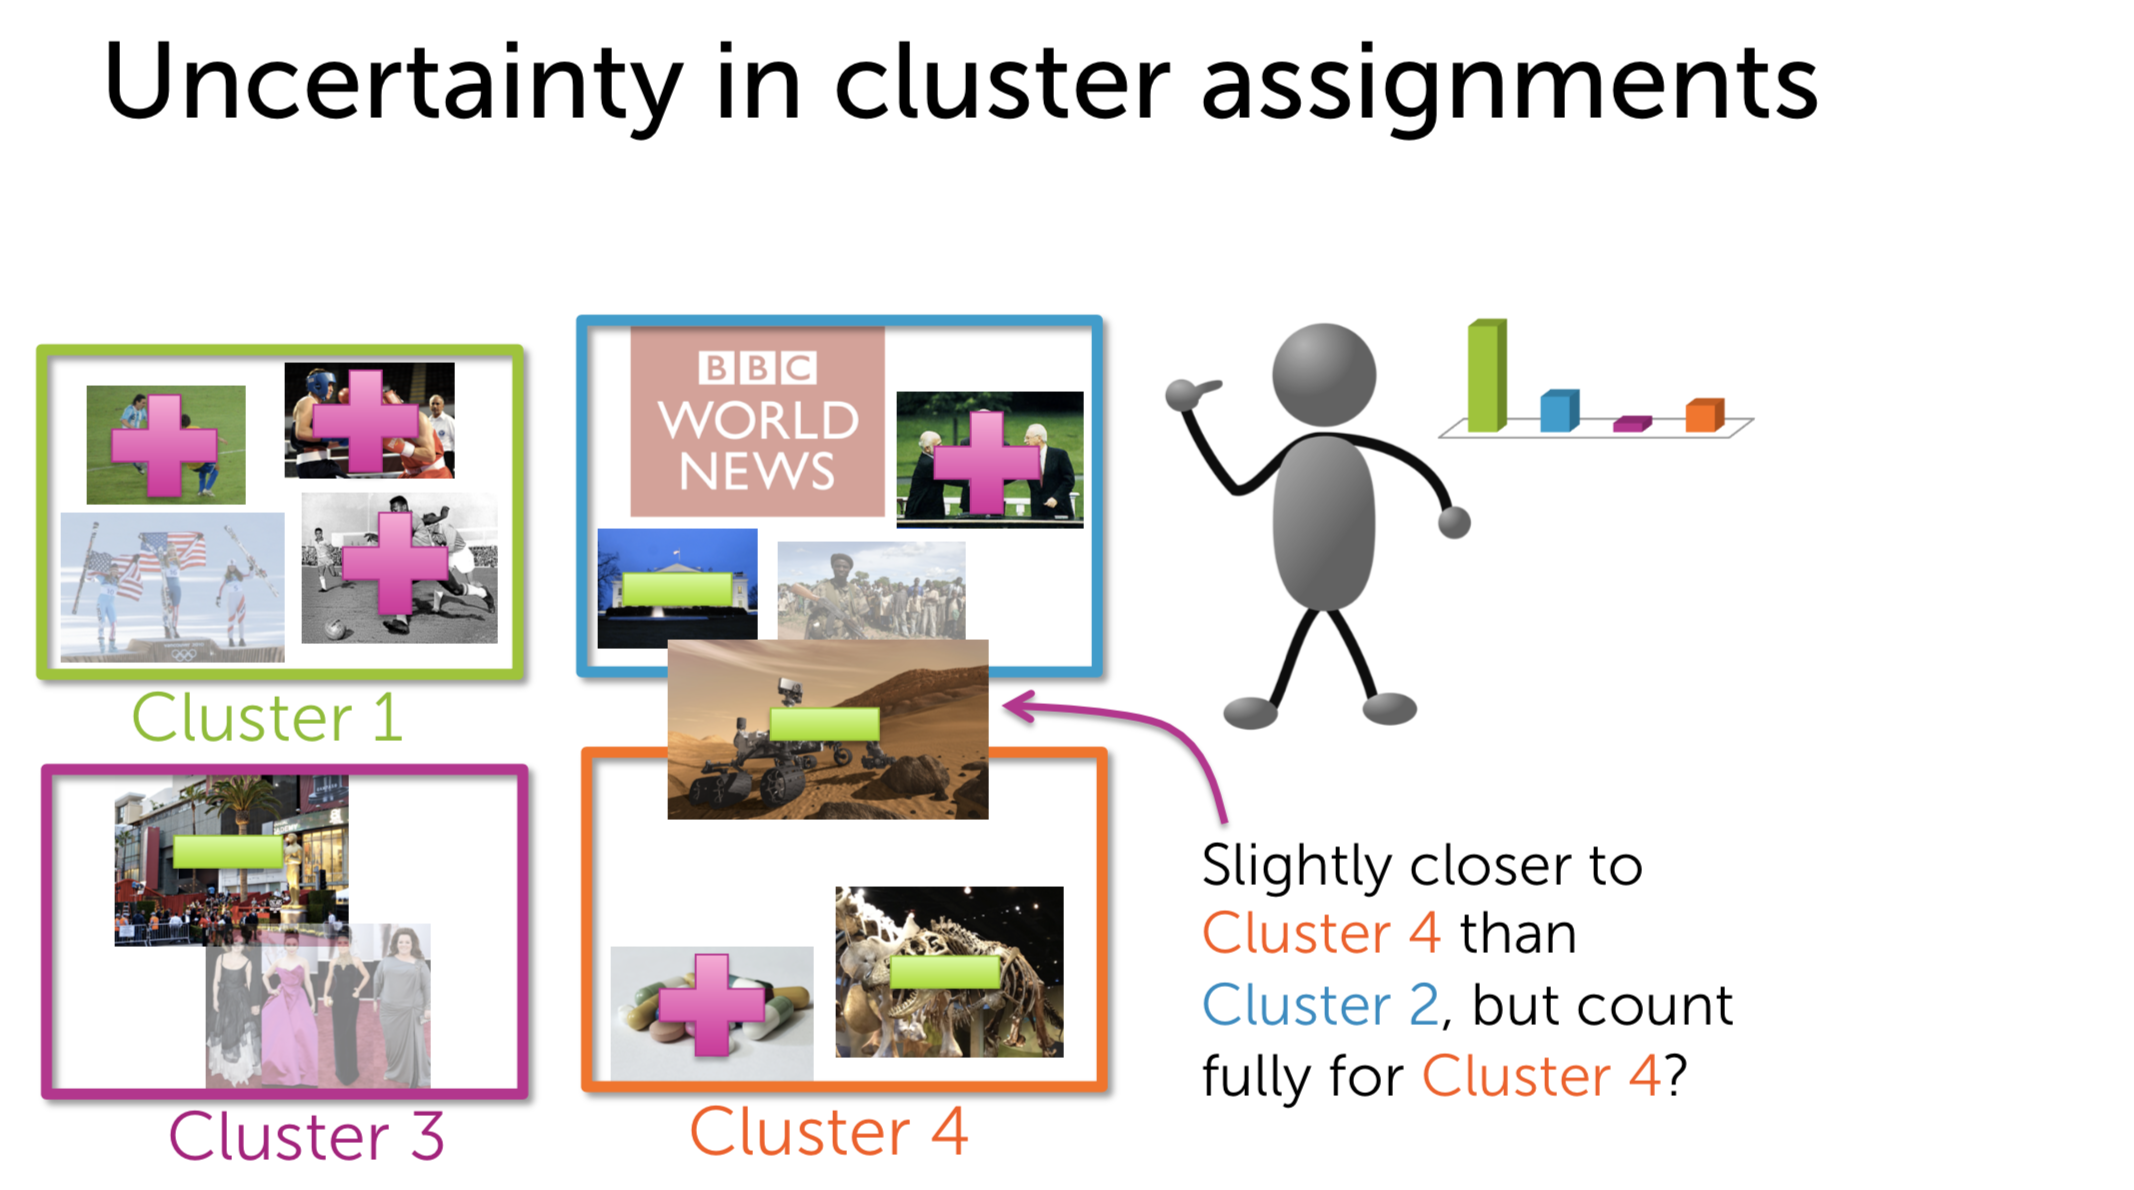 Uncertainty in cluster assignments
BBC
WORLD
NEWS
Cluster 1
Cluster 3
Cluster 4
Slightly closer to
Cluster 4 than
Cluster 2, but count
fully for Cluster 4?